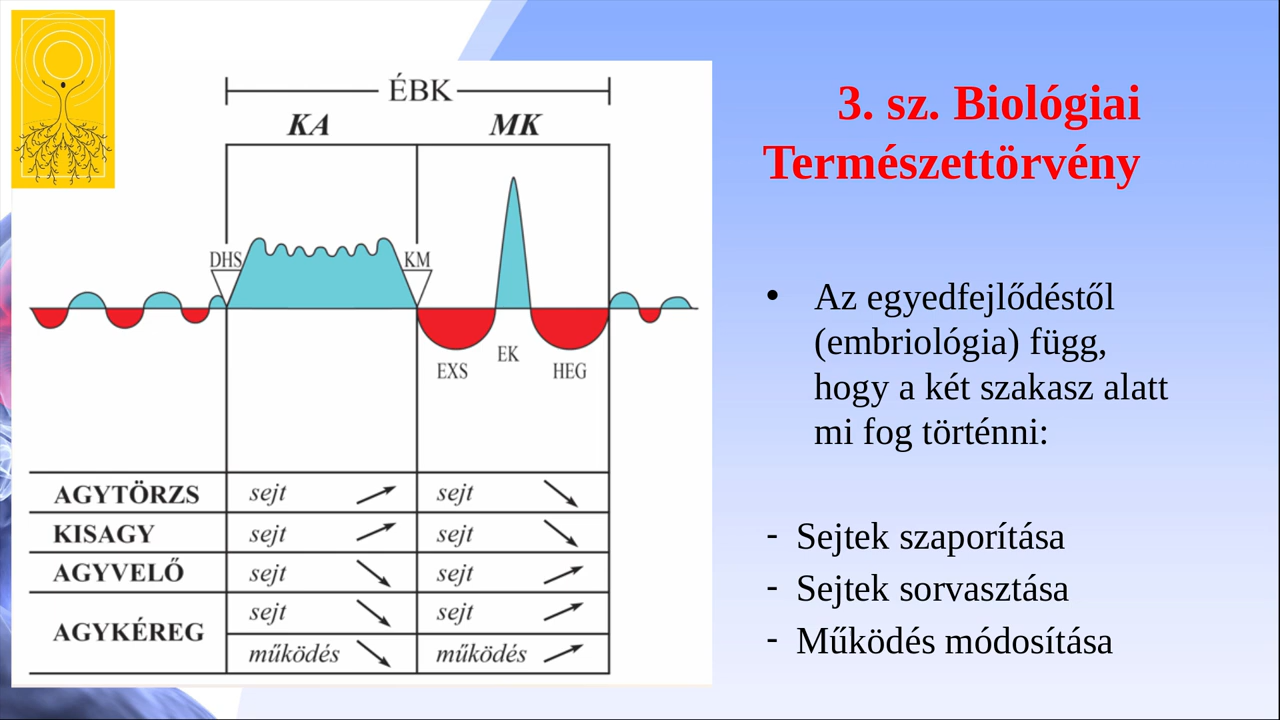 ÉBK
KA MK
DHS KM
EXS EK HEG
AGYTÖRZS sejt sejt
KISAGY sejt sejt
AGYVELŐ sejt sejt
AGYKÉREG sejt sejt
működés működés
3. sz. Biológiai
Természettörvény
• Az egyedfejlődéstől
(embriológia) függ,
hogy a két szakasz alatt
mi fog történni:
- Sejtek szaporítása
- Sejtek sorvasztása
- Működés módosítása